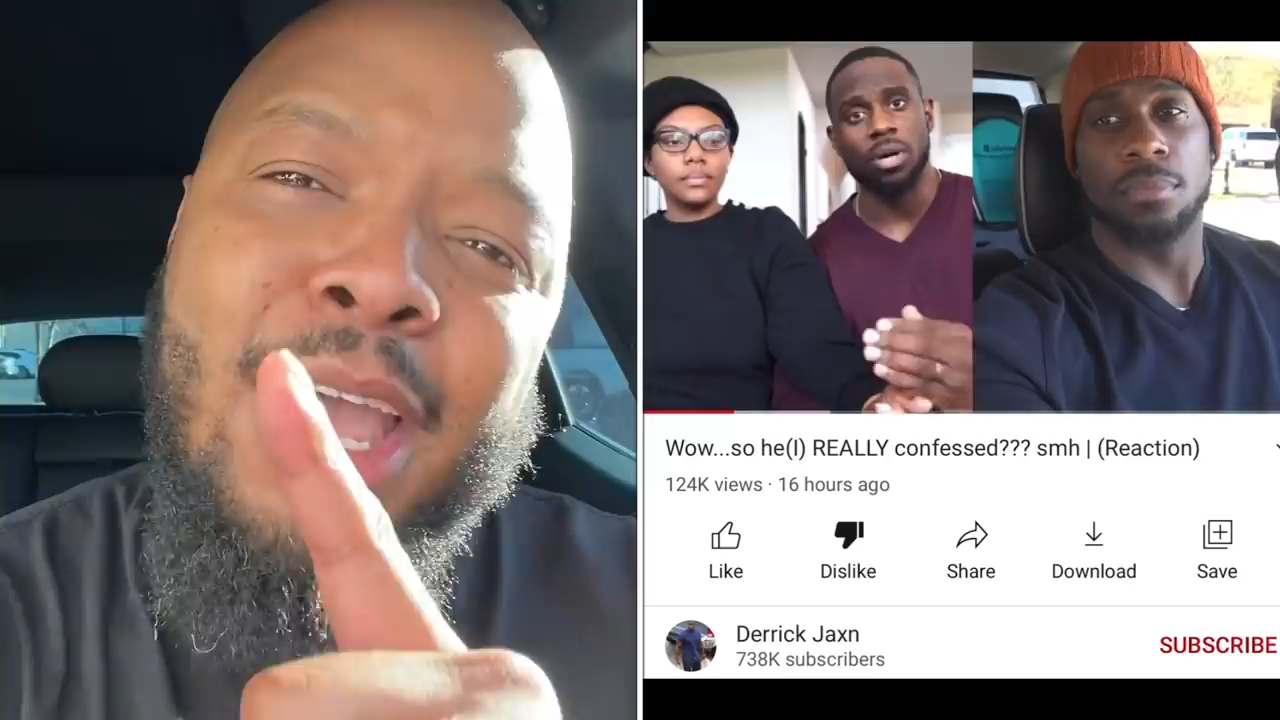 Wow...so he(I) REALLY confessed??? smh | (Reaction)
124K views · 16 hours ago
Like
Dislike
Share
Download
Save
Derrick Jaxn
738K subscribers
SUBSCRIBE